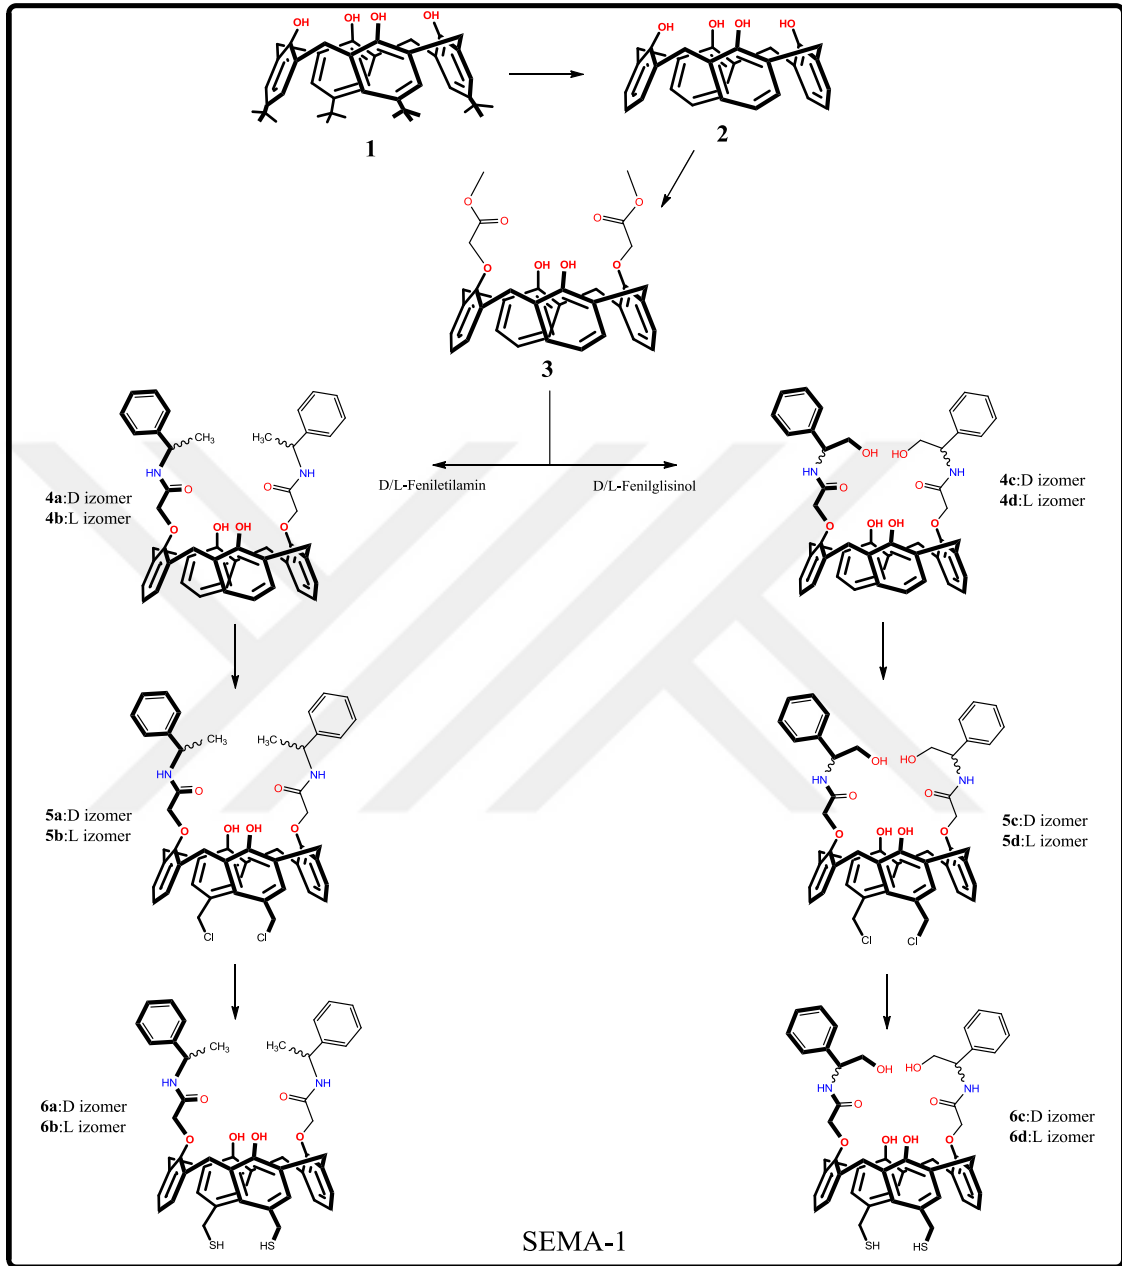 OH OH OH OH
OH OH OH HO
1
2
O O
O O
O O
OH OH
3
CH3 H3C
HN NH
O O
O O
OH OH
4a:D izomer
4b:L izomer
D/L-Feniletilamin
D/L-Fenilglisinol
OH HO
HN NH
O O
O O
OH OH
4c:D izomer
4d:L izomer
CH3 H3C
HN NH
O O
O O
OH OH
Cl Cl
5a:D izomer
5b:L izomer
OH HO
HN NH
O O
O O
OH OH
Cl Cl
5c:D izomer
5d:L izomer
CH3 H3C
HN NH
O O
O O
OH OH
SH HS
6a:D izomer
6b:L izomer
OH HO
HN NH
O O
O O
OH OH
SH HS
6c:D izomer
6d:L izomer
SEMA-1